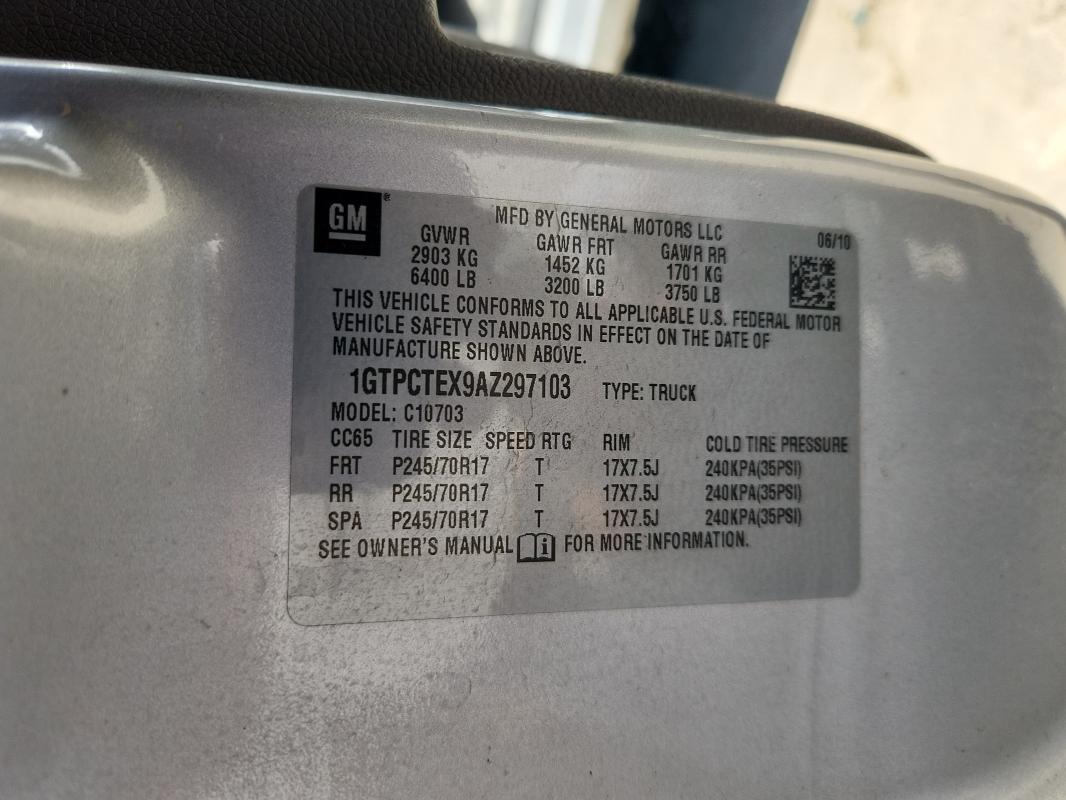 GM ®
MFD BY GENERAL MOTORS LLC 06/10
GVWR GAWR FRT GAWR RR
2903 KG 1452 KG 1701 KG
6400 LB 3200 LB 3750 LB
THIS VEHICLE CONFORMS TO ALL APPLICABLE U.S. FEDERAL MOTOR
VEHICLE SAFETY STANDARDS IN EFFECT ON THE DATE OF
MANUFACTURE SHOWN ABOVE.
1GTPCTEX9AZ297103 TYPE: TRUCK
MODEL: C10703
CC65 TIRE SIZE SPEED RTG RIM COLD TIRE PRESSURE
FRT P245/70R17 T 17X7.5J 240KPA(35PSI)
RR P245/70R17 T 17X7.5J 240KPA(35PSI)
SPA P245/70R17 T 17X7.5J 240KPA(35PSI)
SEE OWNER'S MANUAL i FOR MORE INFORMATION.